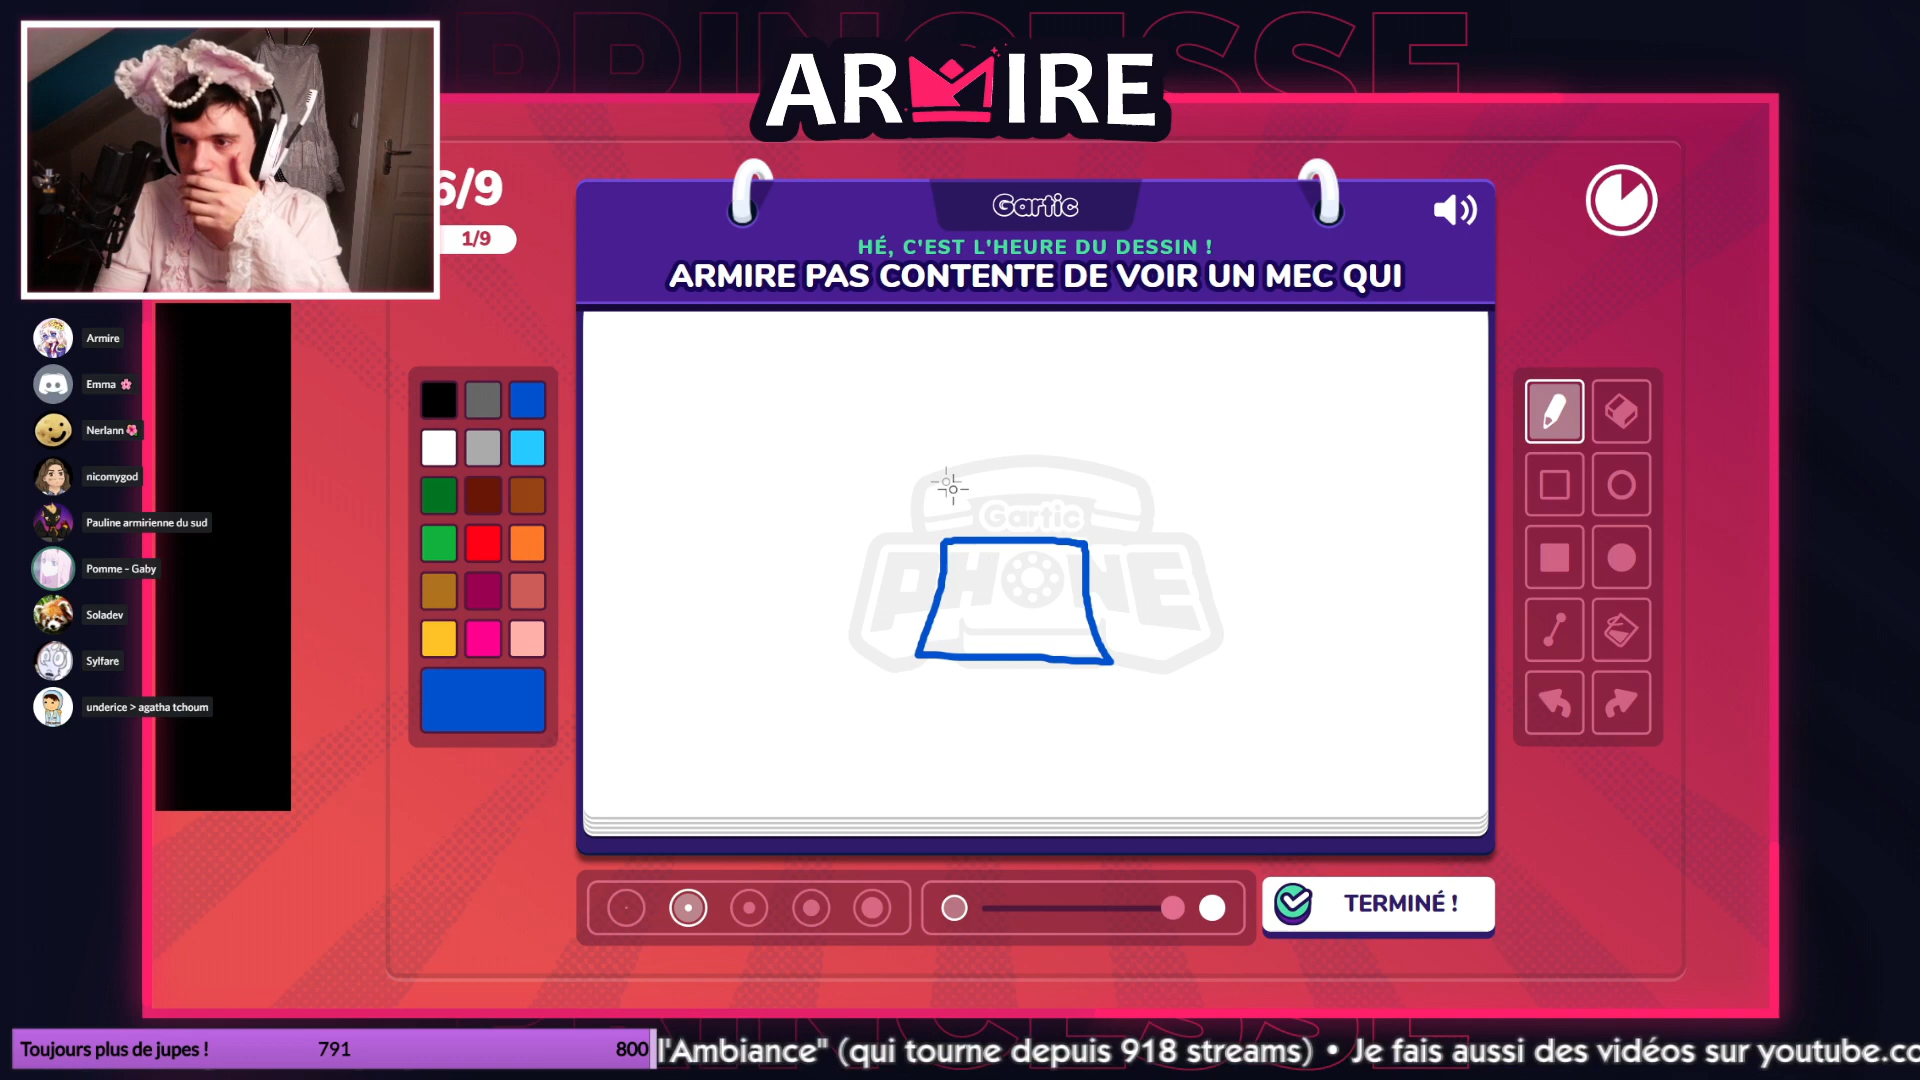 PRINCESSE
ARMIRE
6/9
1/9
Gartic
HÉ, C'EST L'HEURE DU DESSIN !
ARMIRE PAS CONTENTE DE VOIR UN MEC QUI
Armire
Emma
Nerlann
nicomygod
Pauline armirienne du sud
Pomme - Gaby
Soladev
Sylfare
underice > agatha tchoum
Gartic
PHONE
TERMINÉ !
PRINCESSE
Toujours plus de jupes ! 791 800
l'Ambiance" (qui tourne depuis 918 streams) • Je fais aussi des vidéos sur youtube.co